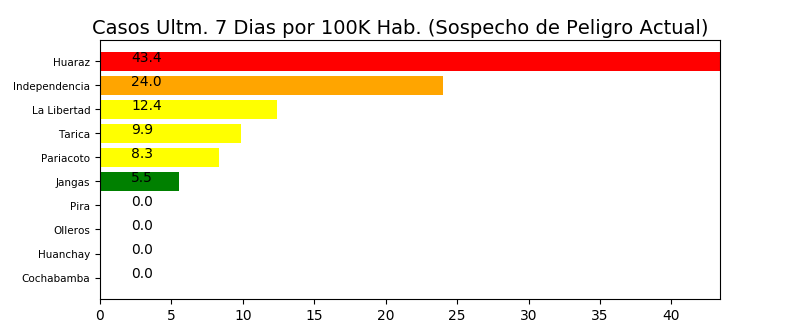 Casos Ultm. 7 Dias por 100K Hab. (Sospecho de Peligro Actual)
Huaraz 43.4
Independencia 24.0
La Libertad 12.4
Tarica 9.9
Pariacoto 8.3
Jangas 5.5
Pira 0.0
Olleros 0.0
Huanchay 0.0
Cochabamba 0.0
0 5 10 15 20 25 30 35 40